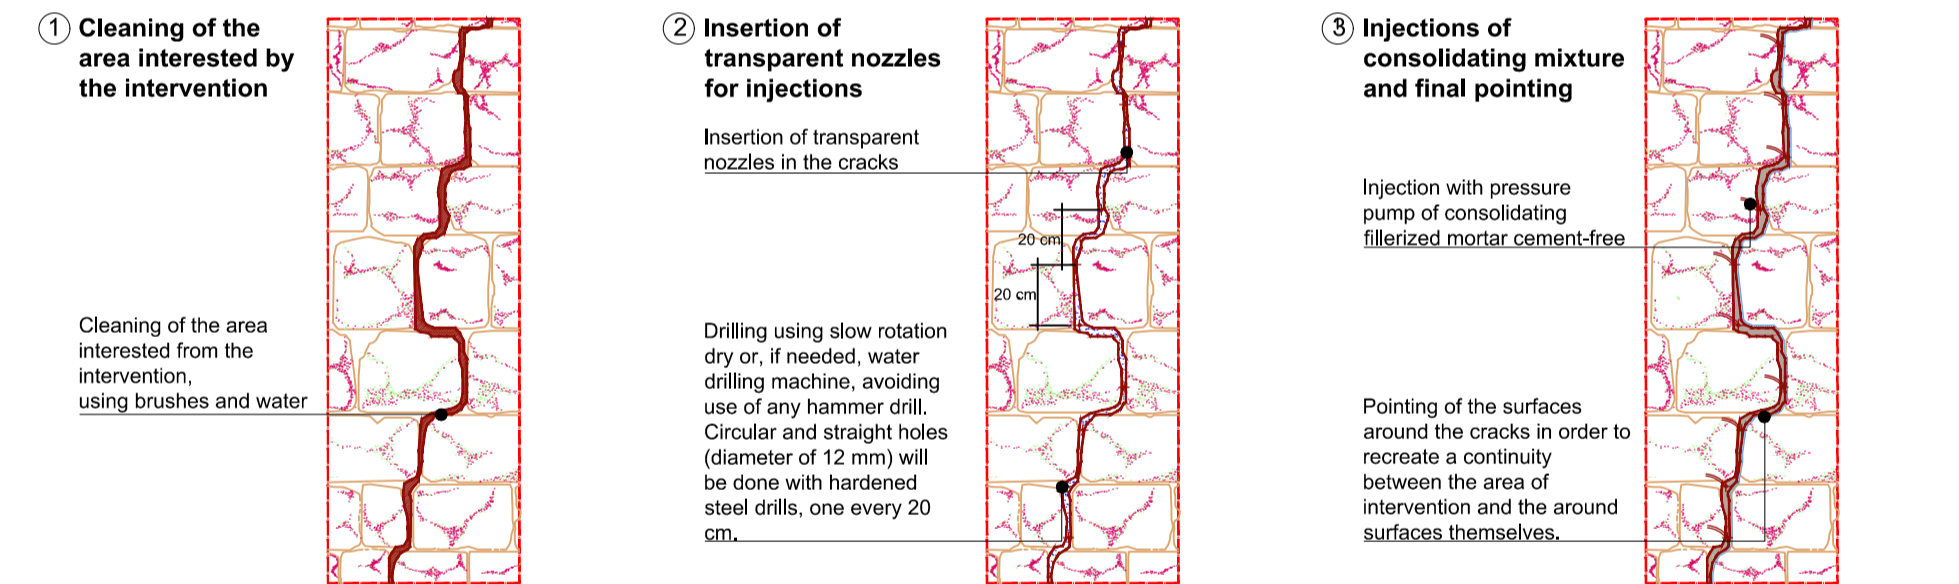 1 Cleaning of the
area interested by
the intervention
Cleaning of the area
interested from the
intervention,
using brushes and water
2 Insertion of
transparent nozzles
for injections
Insertion of transparent
nozzles in the cracks
20 cm
20 cm
Drilling using slow rotation
dry or, if needed, water
drilling machine, avoiding
use of any hammer drill.
Circular and straight holes
(diameter of 12 mm) will
be done with hardened
steel drills, one every 20
cm.
3 Injections of
consolidating mixture
and final pointing
Injection with pressure
pump of consolidating
fillerized mortar cement-free
Pointing of the surfaces
around the cracks in order to
recreate a continuity
between the area of
intervention and the around
surfaces themselves.